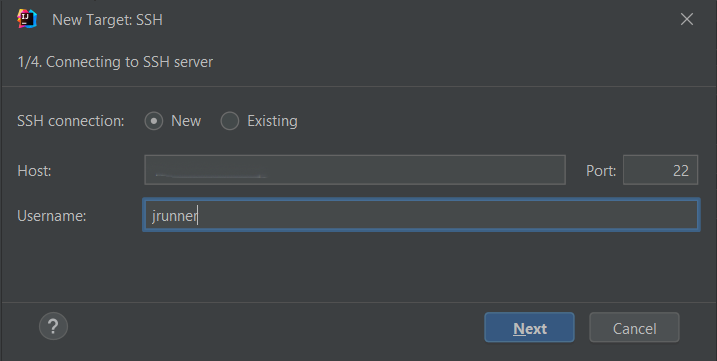 New Target: SSH
1/4. Connecting to SSH server
SSH connection: New Existing
Host: Port: 22
Username: jrunner
? Next Cancel